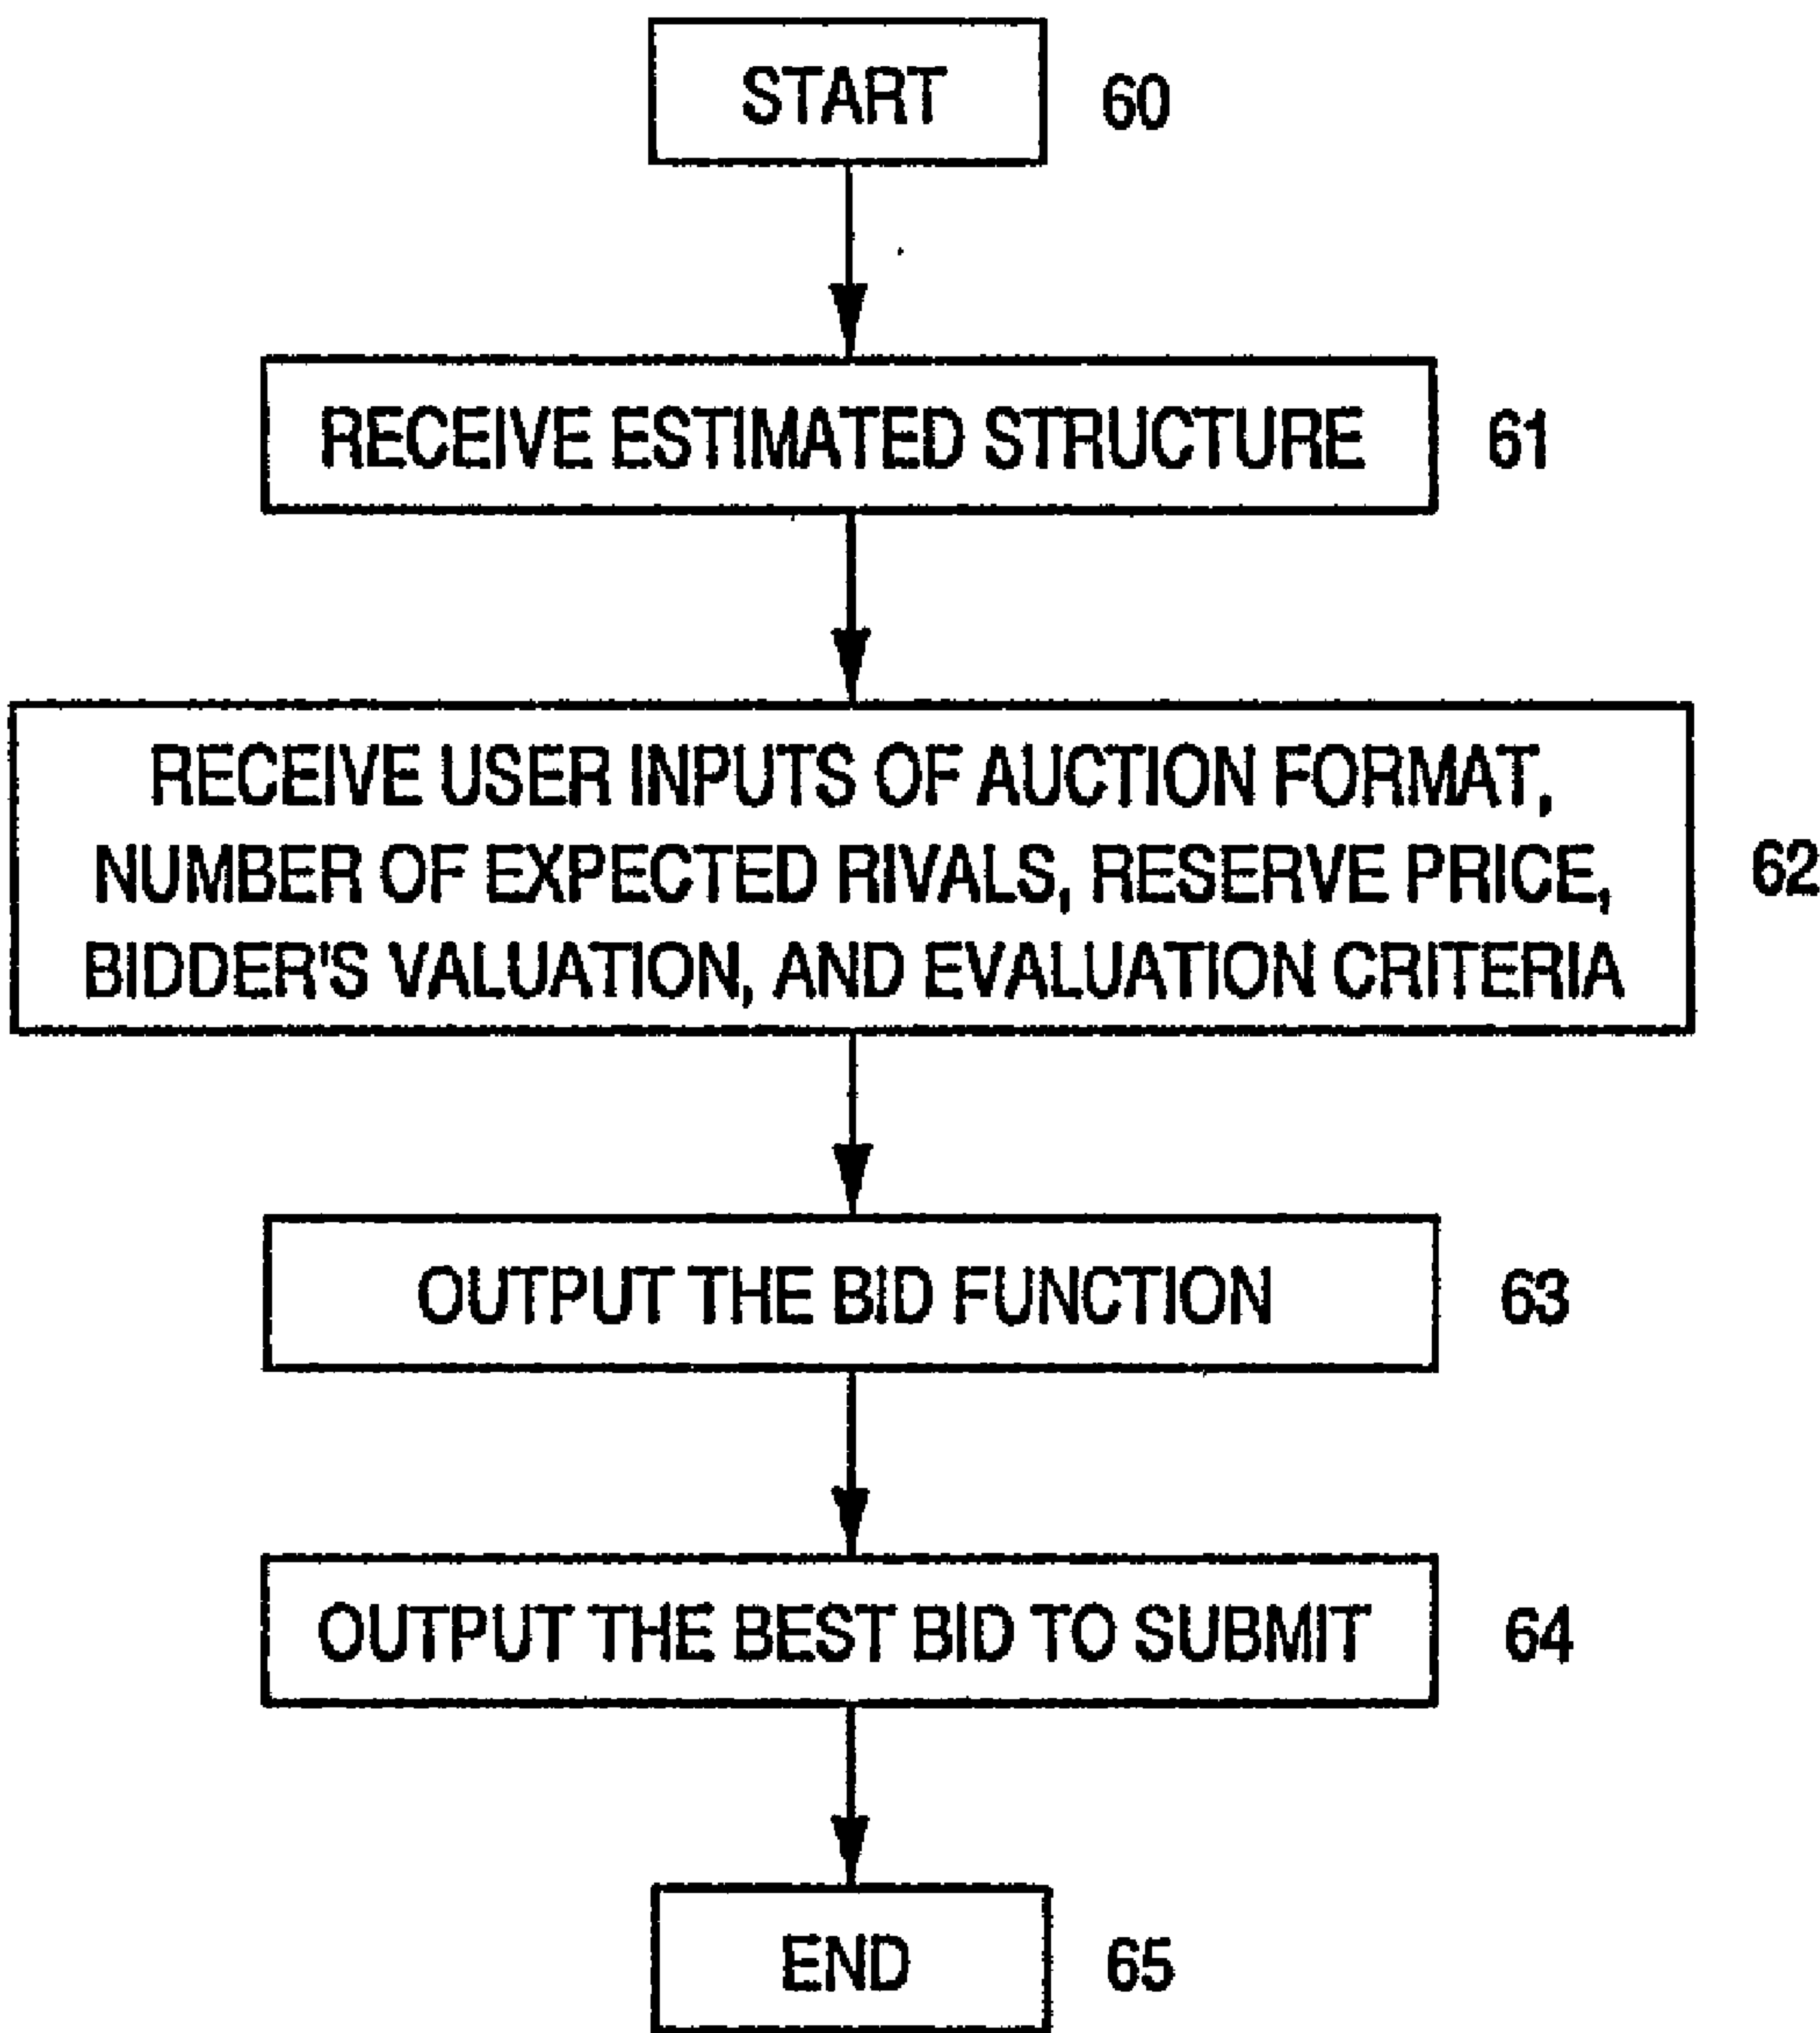 START
60
RECEIVE ESTIMATED STRUCTURE
61
RECEIVE USER INPUTS OF AUCTION FORMAT,
NUMBER OF EXPECTED RIVALS, RESERVE PRICE,
BIDDER'S VALUATION, AND EVALUATION CRITERIA
62
OUTPUT THE BID FUNCTION
63
OUTPUT THE BEST BID TO SUBMIT
64
END
65